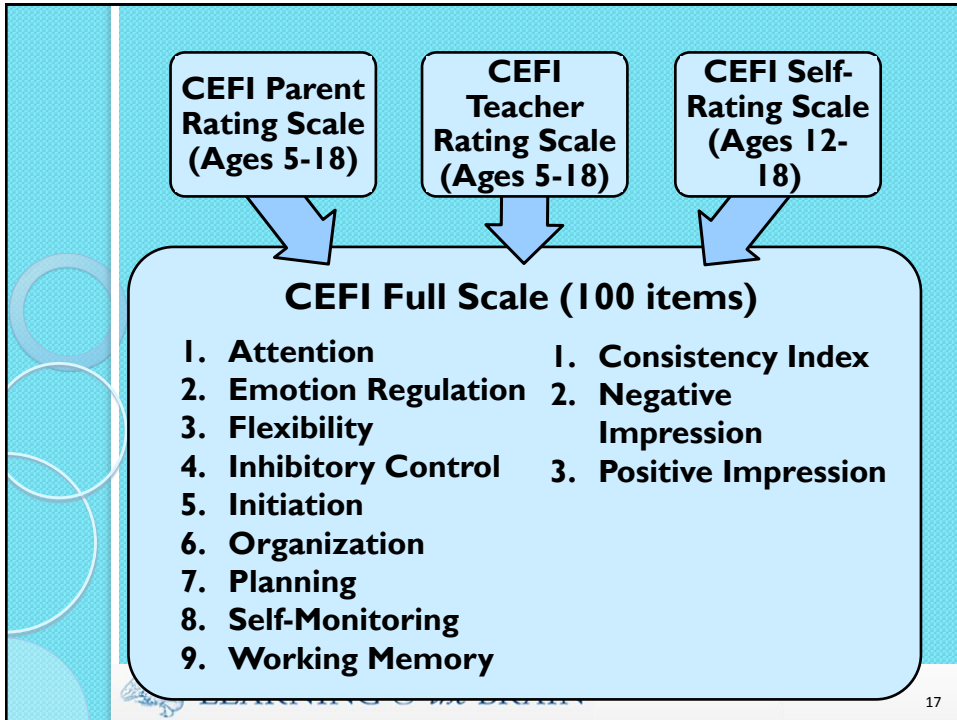 CEFI Parent
Rating Scale
(Ages 5-18)
CEFI
Teacher
Rating Scale
(Ages 5-18)
CEFI Self-
Rating Scale
(Ages 12-
18)
CEFI Full Scale (100 items)
1. Attention
2. Emotion Regulation
3. Flexibility
4. Inhibitory Control
5. Initiation
6. Organization
7. Planning
8. Self-Monitoring
9. Working Memory
1. Consistency Index
2. Negative
Impression
3. Positive Impression
LEARNING & the BRAIN
17